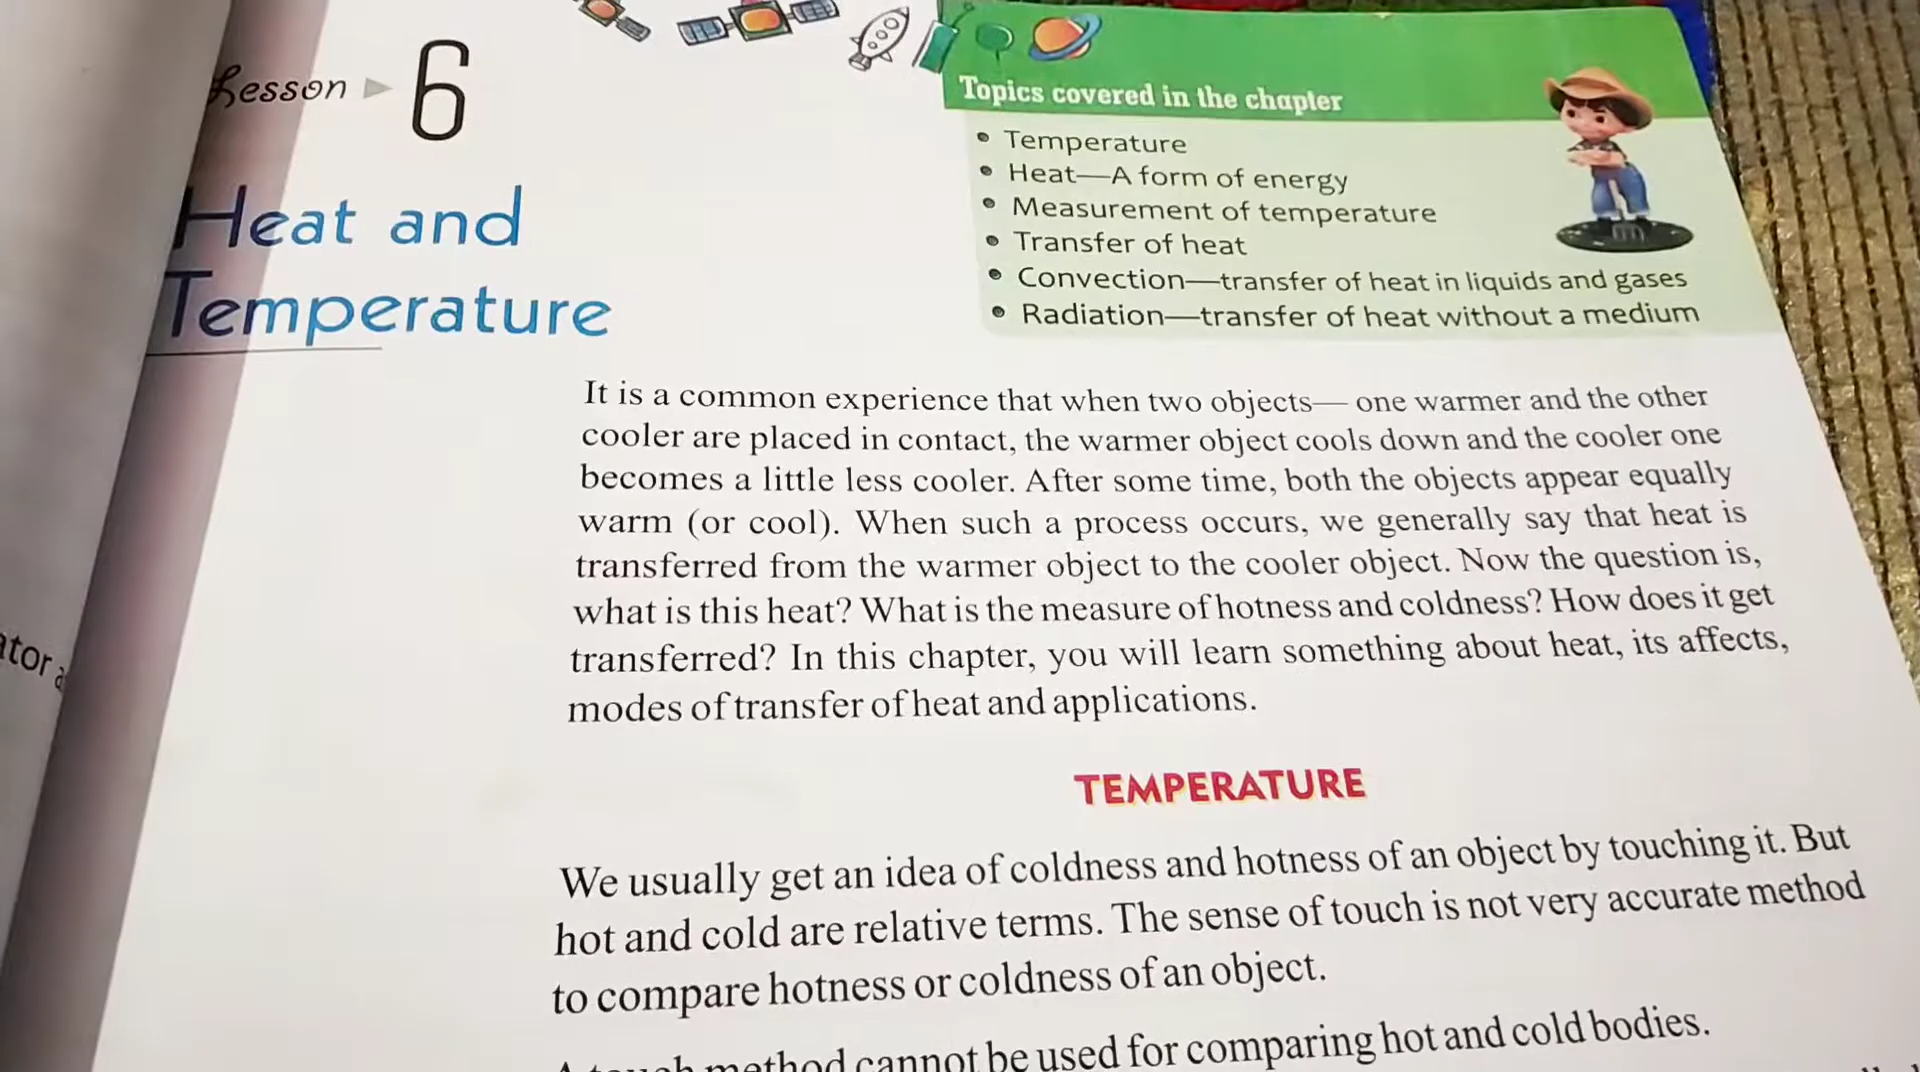 Lesson 6
Heat and
Temperature
Topics covered in the chapter
• Temperature
• Heat—A form of energy
• Measurement of temperature
• Transfer of heat
• Convection—transfer of heat in liquids and gases
• Radiation—transfer of heat without a medium
It is a common experience that when two objects— one warmer and the other
cooler are placed in contact, the warmer object cools down and the cooler one
becomes a little less cooler. After some time, both the objects appear equally
warm (or cool). When such a process occurs, we generally say that heat is
transferred from the warmer object to the cooler object. Now the question is,
what is this heat? What is the measure of hotness and coldness? How does it get
transferred? In this chapter, you will learn something about heat, its affects,
modes of transfer of heat and applications.
TEMPERATURE
We usually get an idea of coldness and hotness of an object by touching it. But
hot and cold are relative terms. The sense of touch is not very accurate method
to compare hotness or coldness of an object.
method cannot be used for comparing hot and cold bodies.